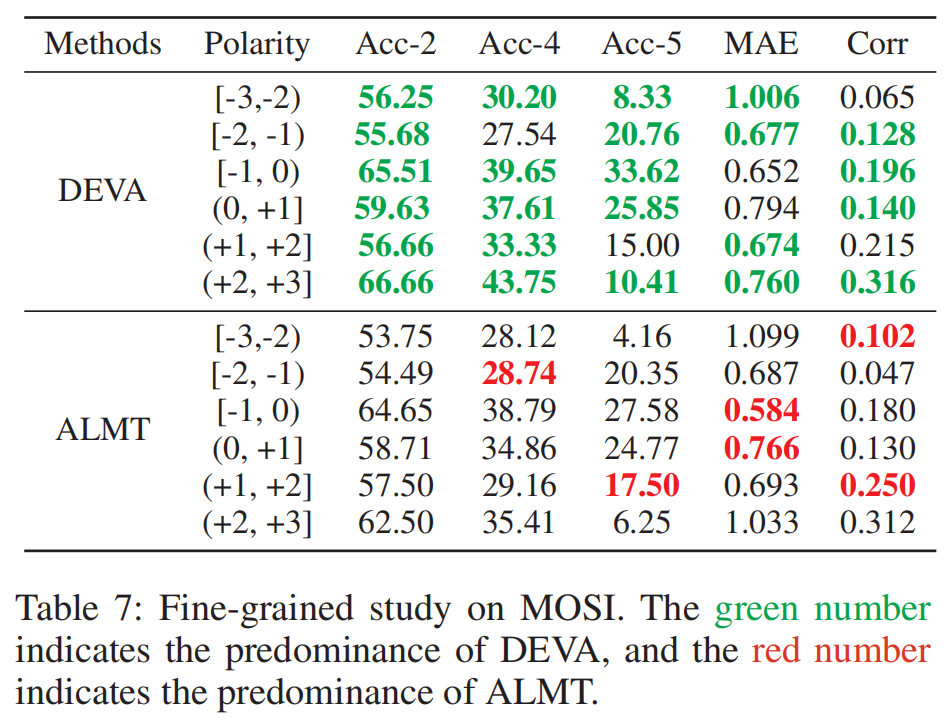 Methods Polarity Acc-2 Acc-4 Acc-5 MAE Corr
DEVA
[-3,-2) 56.25 30.20 8.33 1.006 0.065
[-2, -1) 55.68 27.54 20.76 0.677 0.128
[-1, 0) 65.51 39.65 33.62 0.652 0.196
(0, +1] 59.63 37.61 25.85 0.794 0.140
(+1, +2] 56.66 33.33 15.00 0.674 0.215
(+2, +3] 66.66 43.75 10.41 0.760 0.316
ALMT
[-3,-2) 53.75 28.12 4.16 1.099 0.102
[-2, -1) 54.49 28.74 20.35 0.687 0.047
[-1, 0) 64.65 38.79 27.58 0.584 0.180
(0, +1] 58.71 34.86 24.77 0.766 0.130
(+1, +2] 57.50 29.16 17.50 0.693 0.250
(+2, +3] 62.50 35.41 6.25 1.033 0.312
Table 7: Fine-grained study on MOSI. The green number
indicates the predominance of DEVA, and the red number
indicates the predominance of ALMT.